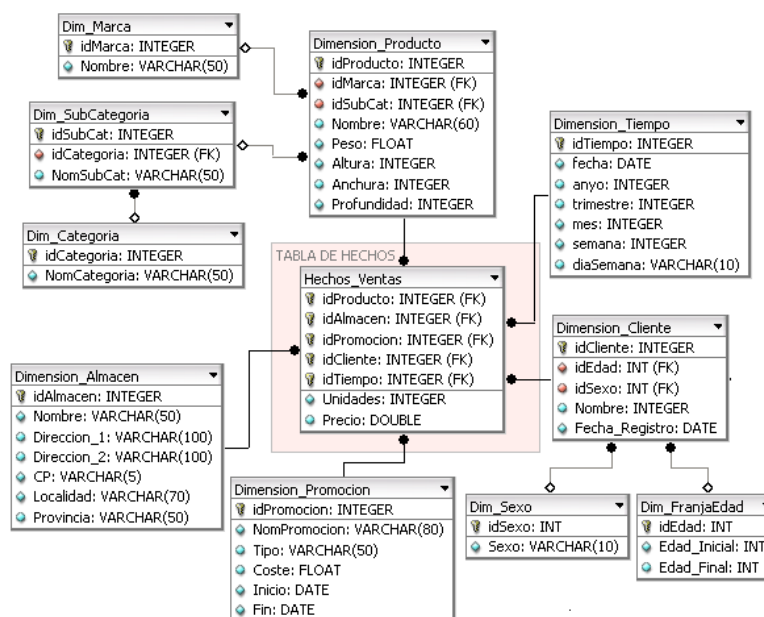 Dim_Marca
idMarca: INTEGER
Nombre: VARCHAR(50)
Dimension_Producto
idProducto: INTEGER
idMarca: INTEGER (FK)
idSubCat: INTEGER (FK)
Nombre: VARCHAR(60)
Peso: FLOAT
Altura: INTEGER
Anchura: INTEGER
Profundidad: INTEGER
Dim_SubCategoria
idSubCat: INTEGER
idCategoria: INTEGER (FK)
NomSubCat: VARCHAR(50)
Dimension_Tiempo
idTiempo: INTEGER
fecha: DATE
anyo: INTEGER
trimestre: INTEGER
mes: INTEGER
semana: INTEGER
diaSemana: VARCHAR(10)
Dim_Categoria
idCategoria: INTEGER
NomCategoria: VARCHAR(50)
TABLA DE HECHOS
Hechos_Ventas
idProducto: INTEGER (FK)
idAlmacen: INTEGER (FK)
idPromocion: INTEGER (FK)
idCliente: INTEGER (FK)
idTiempo: INTEGER (FK)
Unidades: INTEGER
Precio: DOUBLE
Dimension_Cliente
idCliente: INTEGER
idEdad: INT (FK)
idSexo: INT (FK)
Nombre: INTEGER
Fecha_Registro: DATE
Dimension_Almacen
idAlmacen: INTEGER
Nombre: VARCHAR(50)
Direccion_1: VARCHAR(100)
Direccion_2: VARCHAR(100)
CP: VARCHAR(5)
Localidad: VARCHAR(70)
Provincia: VARCHAR(50)
Dimension_Promocion
idPromocion: INTEGER
NomPromocion: VARCHAR(80)
Tipo: VARCHAR(50)
Coste: FLOAT
Inicio: DATE
Fin: DATE
Dim_Sexo
idSexo: INT
Sexo: VARCHAR(10)
Dim_FranjaEdad
idEdad: INT
Edad_Inicial: INT
Edad_Final: INT